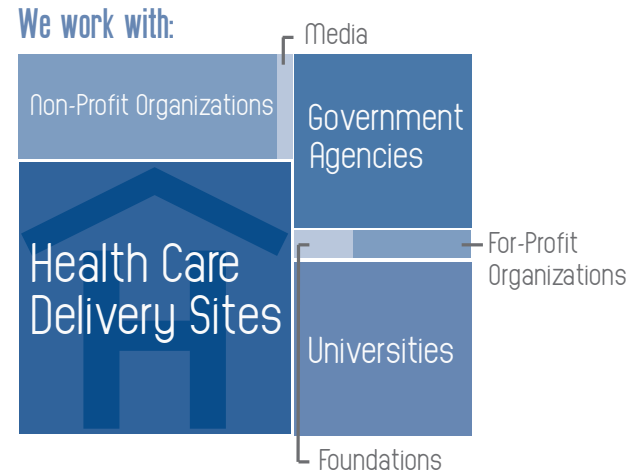 We work with:
Media
Non-Profit Organizations
Government
Agencies
For-Profit
Organizations
Health Care
Delivery Sites
Universities
Foundations